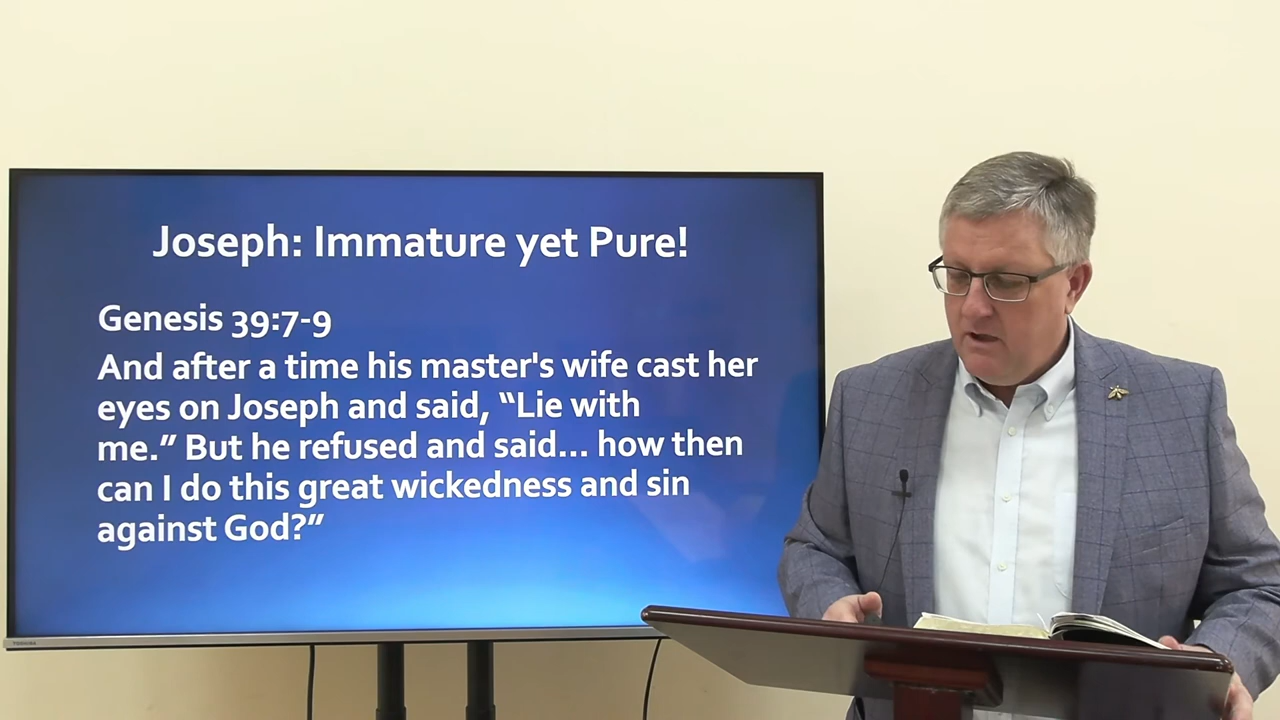 Joseph: Immature yet Pure!
Genesis 39:7-9
And after a time his master's wife cast her
eyes on Joseph and said, “Lie with
me.” But he refused and said... how then
can I do this great wickedness and sin
against God?”
TOSHIBA